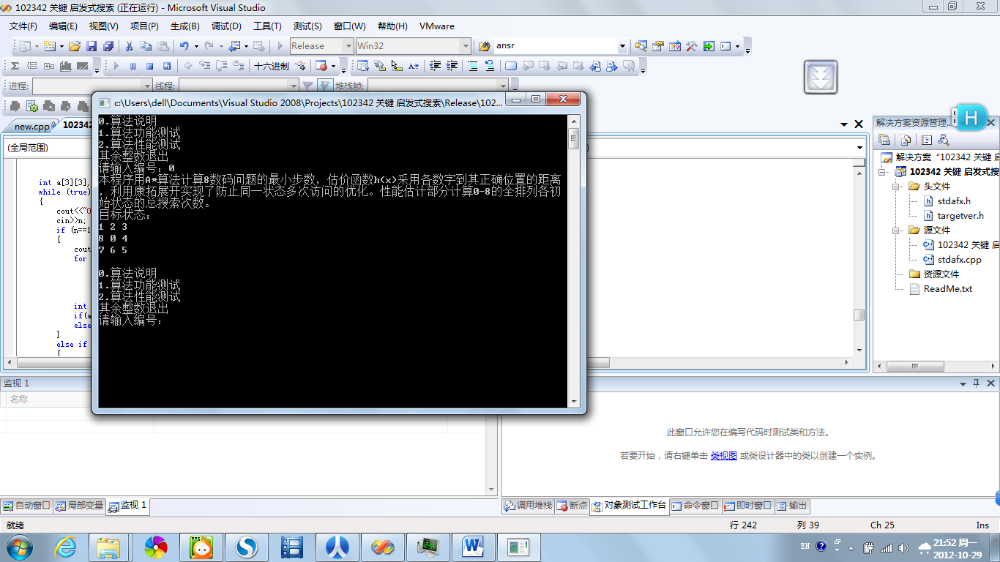 102342 关键 启发式搜索 (正在运行) - Microsoft Visual Studio
文件(F) 编辑(E) 视图(V) 项目(P) 生成(B) 调试(D) 工具(T) 测试(S) 窗口(W) 帮助(H) VMware
Release Win32 ansr
十六进制
进程: 线程: 堆栈帧:
new.cpp 102342
(全局范围)
int a[3][3],
while (true)
{
cout<<"0
cin>>n;
if (n==1
{
cout
for
int
if(a
else
}
else if
{
c:\Users\dell\Documents\Visual Studio 2008\Projects\102342 关键 启发式搜索\Release\102...
0.算法说明
1.算法功能测试
2.算法性能测试
其余整数退出
请输入编号：0
本程序用A*算法计算8数码问题的最小步数，估价函数h(x)采用各数字到其正确位置的距离
，利用康拓展开实现了防止同一状态多次访问的优化。性能估计部分计算0-8的全排列各初
始状态的总搜索次数。
目标状态：
1 2 3
8 0 4
7 6 5
0.算法说明
1.算法功能测试
2.算法性能测试
其余整数退出
请输入编号：
H
解决方案资源管理...
解决方案“102342 关键 启
102342 关键 启发式搜
头文件
stdafx.h
targetver.h
源文件
102342 关键 启
stdafx.cpp
资源文件
ReadMe.txt
监视 1
名称
此窗口允许您在编写代码时测试类和方法。
若要开始，请右键单击 类视图 或类设计器中的类以创建一个实例。
自动窗口 局部变量 监视 1
调用堆栈 断点 对象测试工作台 命令窗口 即时窗口 输出
就绪 行 242 列 39 Ch 25 Ins
PPS
EN
21:52 周一
2012-10-29